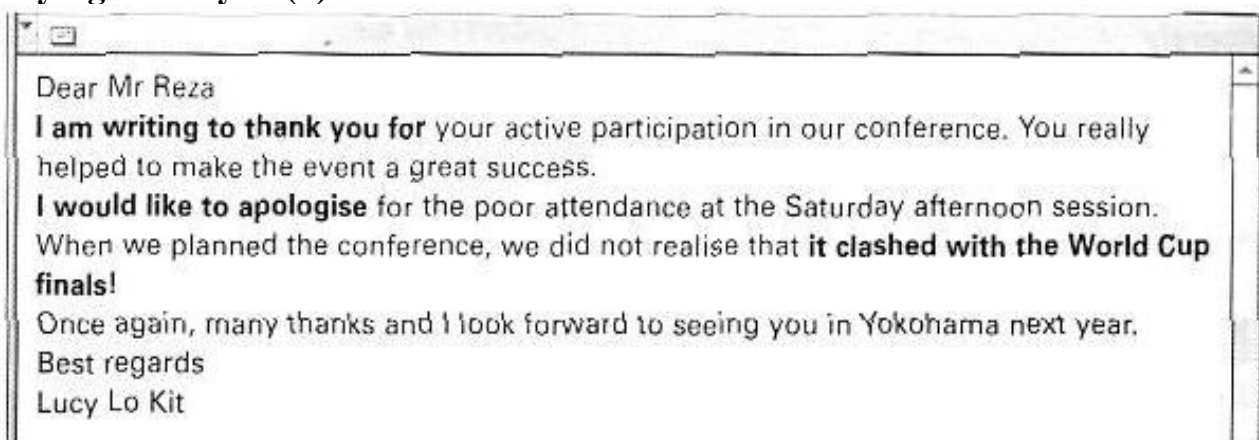 Dear Mr Reza
I am writing to thank you for your active participation in our conference. You really
helped to make the event a great success.
I would like to apologise for the poor attendance at the Saturday afternoon session.
When we planned the conference, we did not realise that it clashed with the World Cup
finals!
Once again, many thanks and I look forward to seeing you in Yokohama next year.
Best regards
Lucy Lo Kit